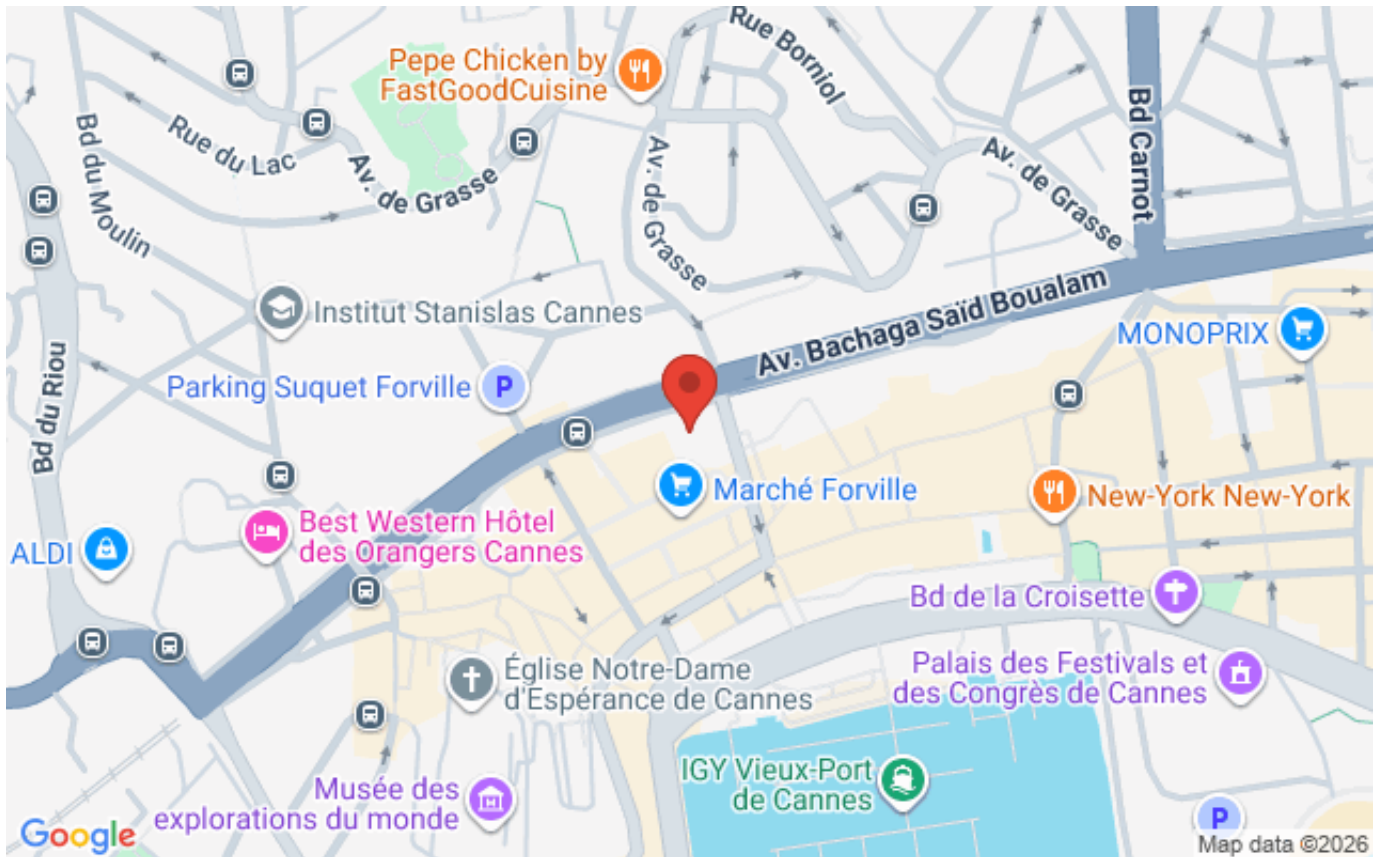 Pepe Chicken by
FastGoodCuisine
Rue Borniol
Bd Carnot
Bd du Moulin
Rue du Lac
Av. de Grasse
Av. de Grasse
Av. de Grasse
Institut Stanislas Cannes
Av. Bachaga Saïd Boualam
MONOPRIX
Parking Suquet Forville
P
Bd du Riou
Marché Forville
New-York New-York
Best Western Hôtel
des Orangers Cannes
ALDI
Bd de la Croisette
Église Notre-Dame
d'Espérance de Cannes
Palais des Festivals et
des Congrès de Cannes
IGY Vieux-Port
de Cannes
Musée des
explorations du monde
P
Google
Map data ©2026